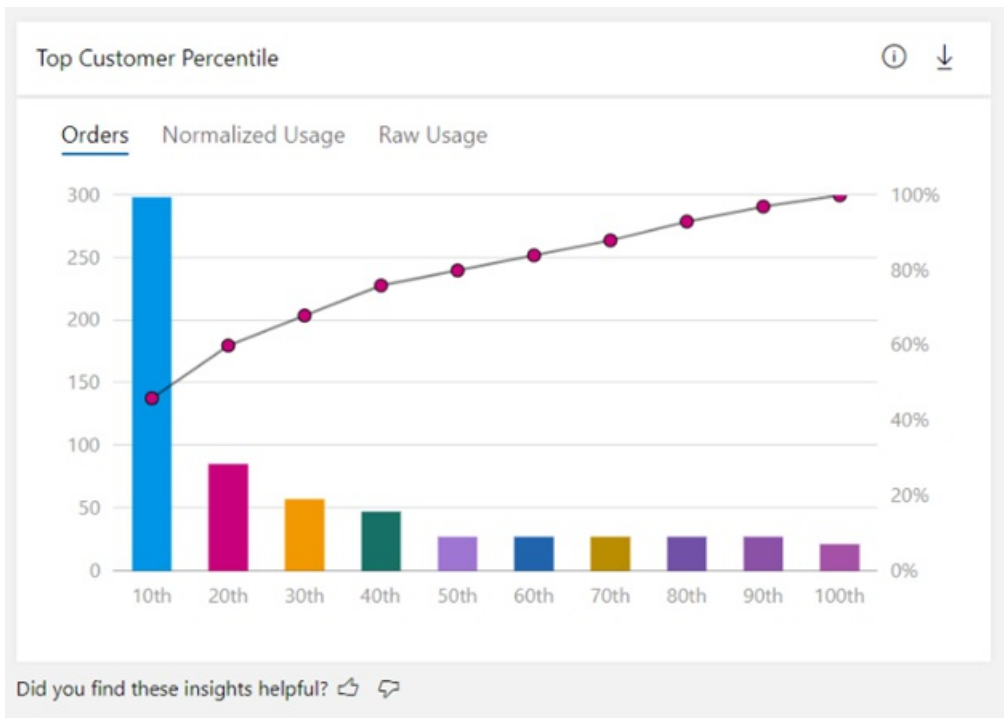 Top Customer Percentile
Orders Normalized Usage Raw Usage
300 100%
250
80%
200
60%
150
40%
100
20%
50
0 0%
10th 20th 30th 40th 50th 60th 70th 80th 90th 100th
Did you find these insights helpful?